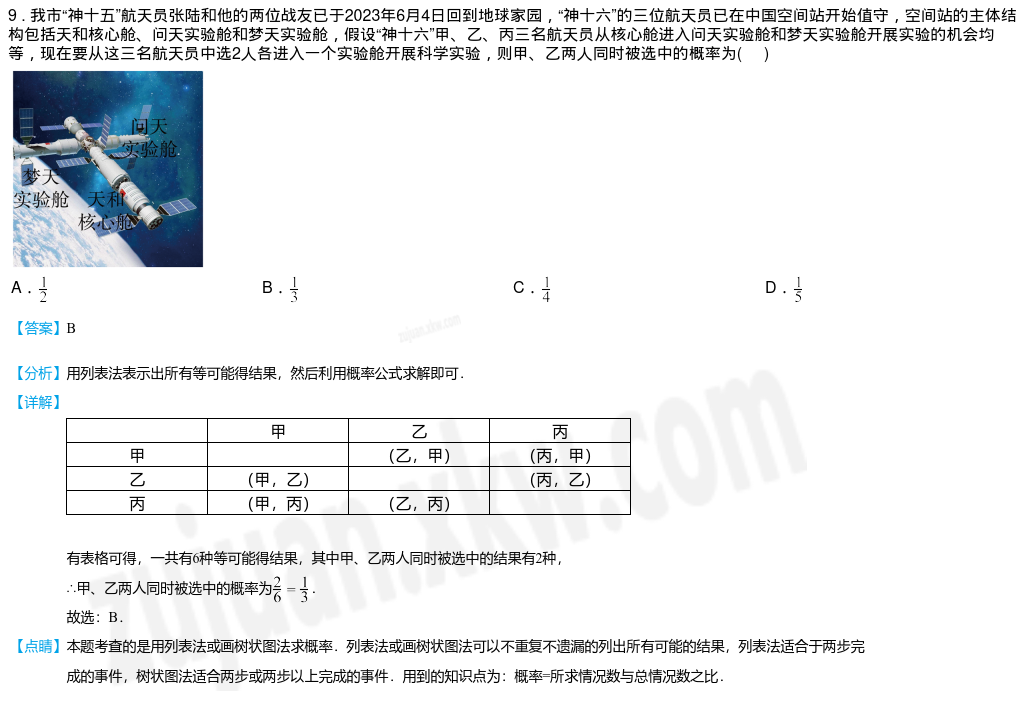 9．我市“神十五”航天员张陆和他的两位战友已于2023年6月4日回到地球家园，“神十六”的三位航天员已在中国空间站开始值守，空间站的主体结
构包括天和核心舱、问天实验舱和梦天实验舱，假设“神十六”甲、乙、丙三名航天员从核心舱进入问天实验舱和梦天实验舱开展实验的机会均
等，现在要从这三名航天员中选2人各进入一个实验舱开展科学实验，则甲、乙两人同时被选中的概率为( )
问天
实验舱
梦天
实验舱
天和
核心舱
A．1/2 B．1/3 C．1/4 D．1/5
【答案】B
zujuan.xkw.com
【分析】用列表法表示出所有等可能得结果，然后利用概率公式求解即可．
【详解】
甲 乙 丙
甲 （乙，甲） （丙，甲）
乙 （甲，乙） （丙，乙）
丙 （甲，丙） （乙，丙）
zujuan.xkw.com
有表格可得，一共有6种等可能得结果，其中甲、乙两人同时被选中的结果有2种，
∴甲、乙两人同时被选中的概率为2/6=1/3．
故选：B．
【点睛】本题考查的是用列表法或画树状图法求概率．列表法或画树状图法可以不重复不遗漏的列出所有可能的结果，列表法适合于两步完
成的事件，树状图法适合两步或两步以上完成的事件．用到的知识点为：概率=所求情况数与总情况数之比．